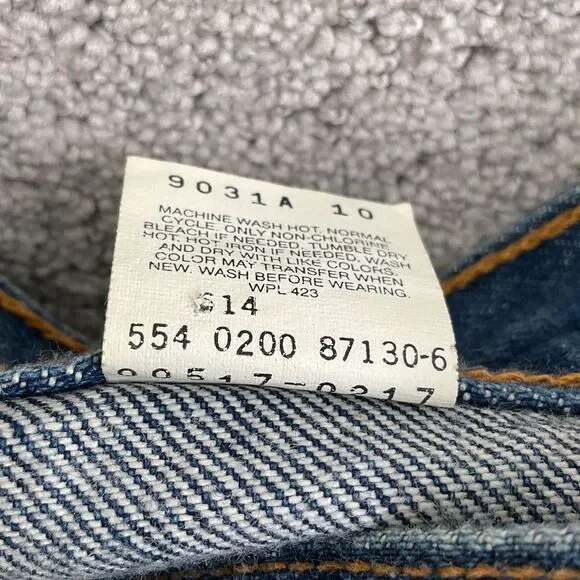 9031A 10
MACHINE WASH HOT, NORMAL
CYCLE. ONLY NON-CHLORINE
BLEACH IF NEEDED. TUMBLE DRY
HOT, HOT IRON IF NEEDED, WASH
AND DRY WITH LIKE COLORS.
COLOR MAY TRANSFER WHEN
NEW. WASH BEFORE WEARING.
WPL 423
614
554 0200 87130-6